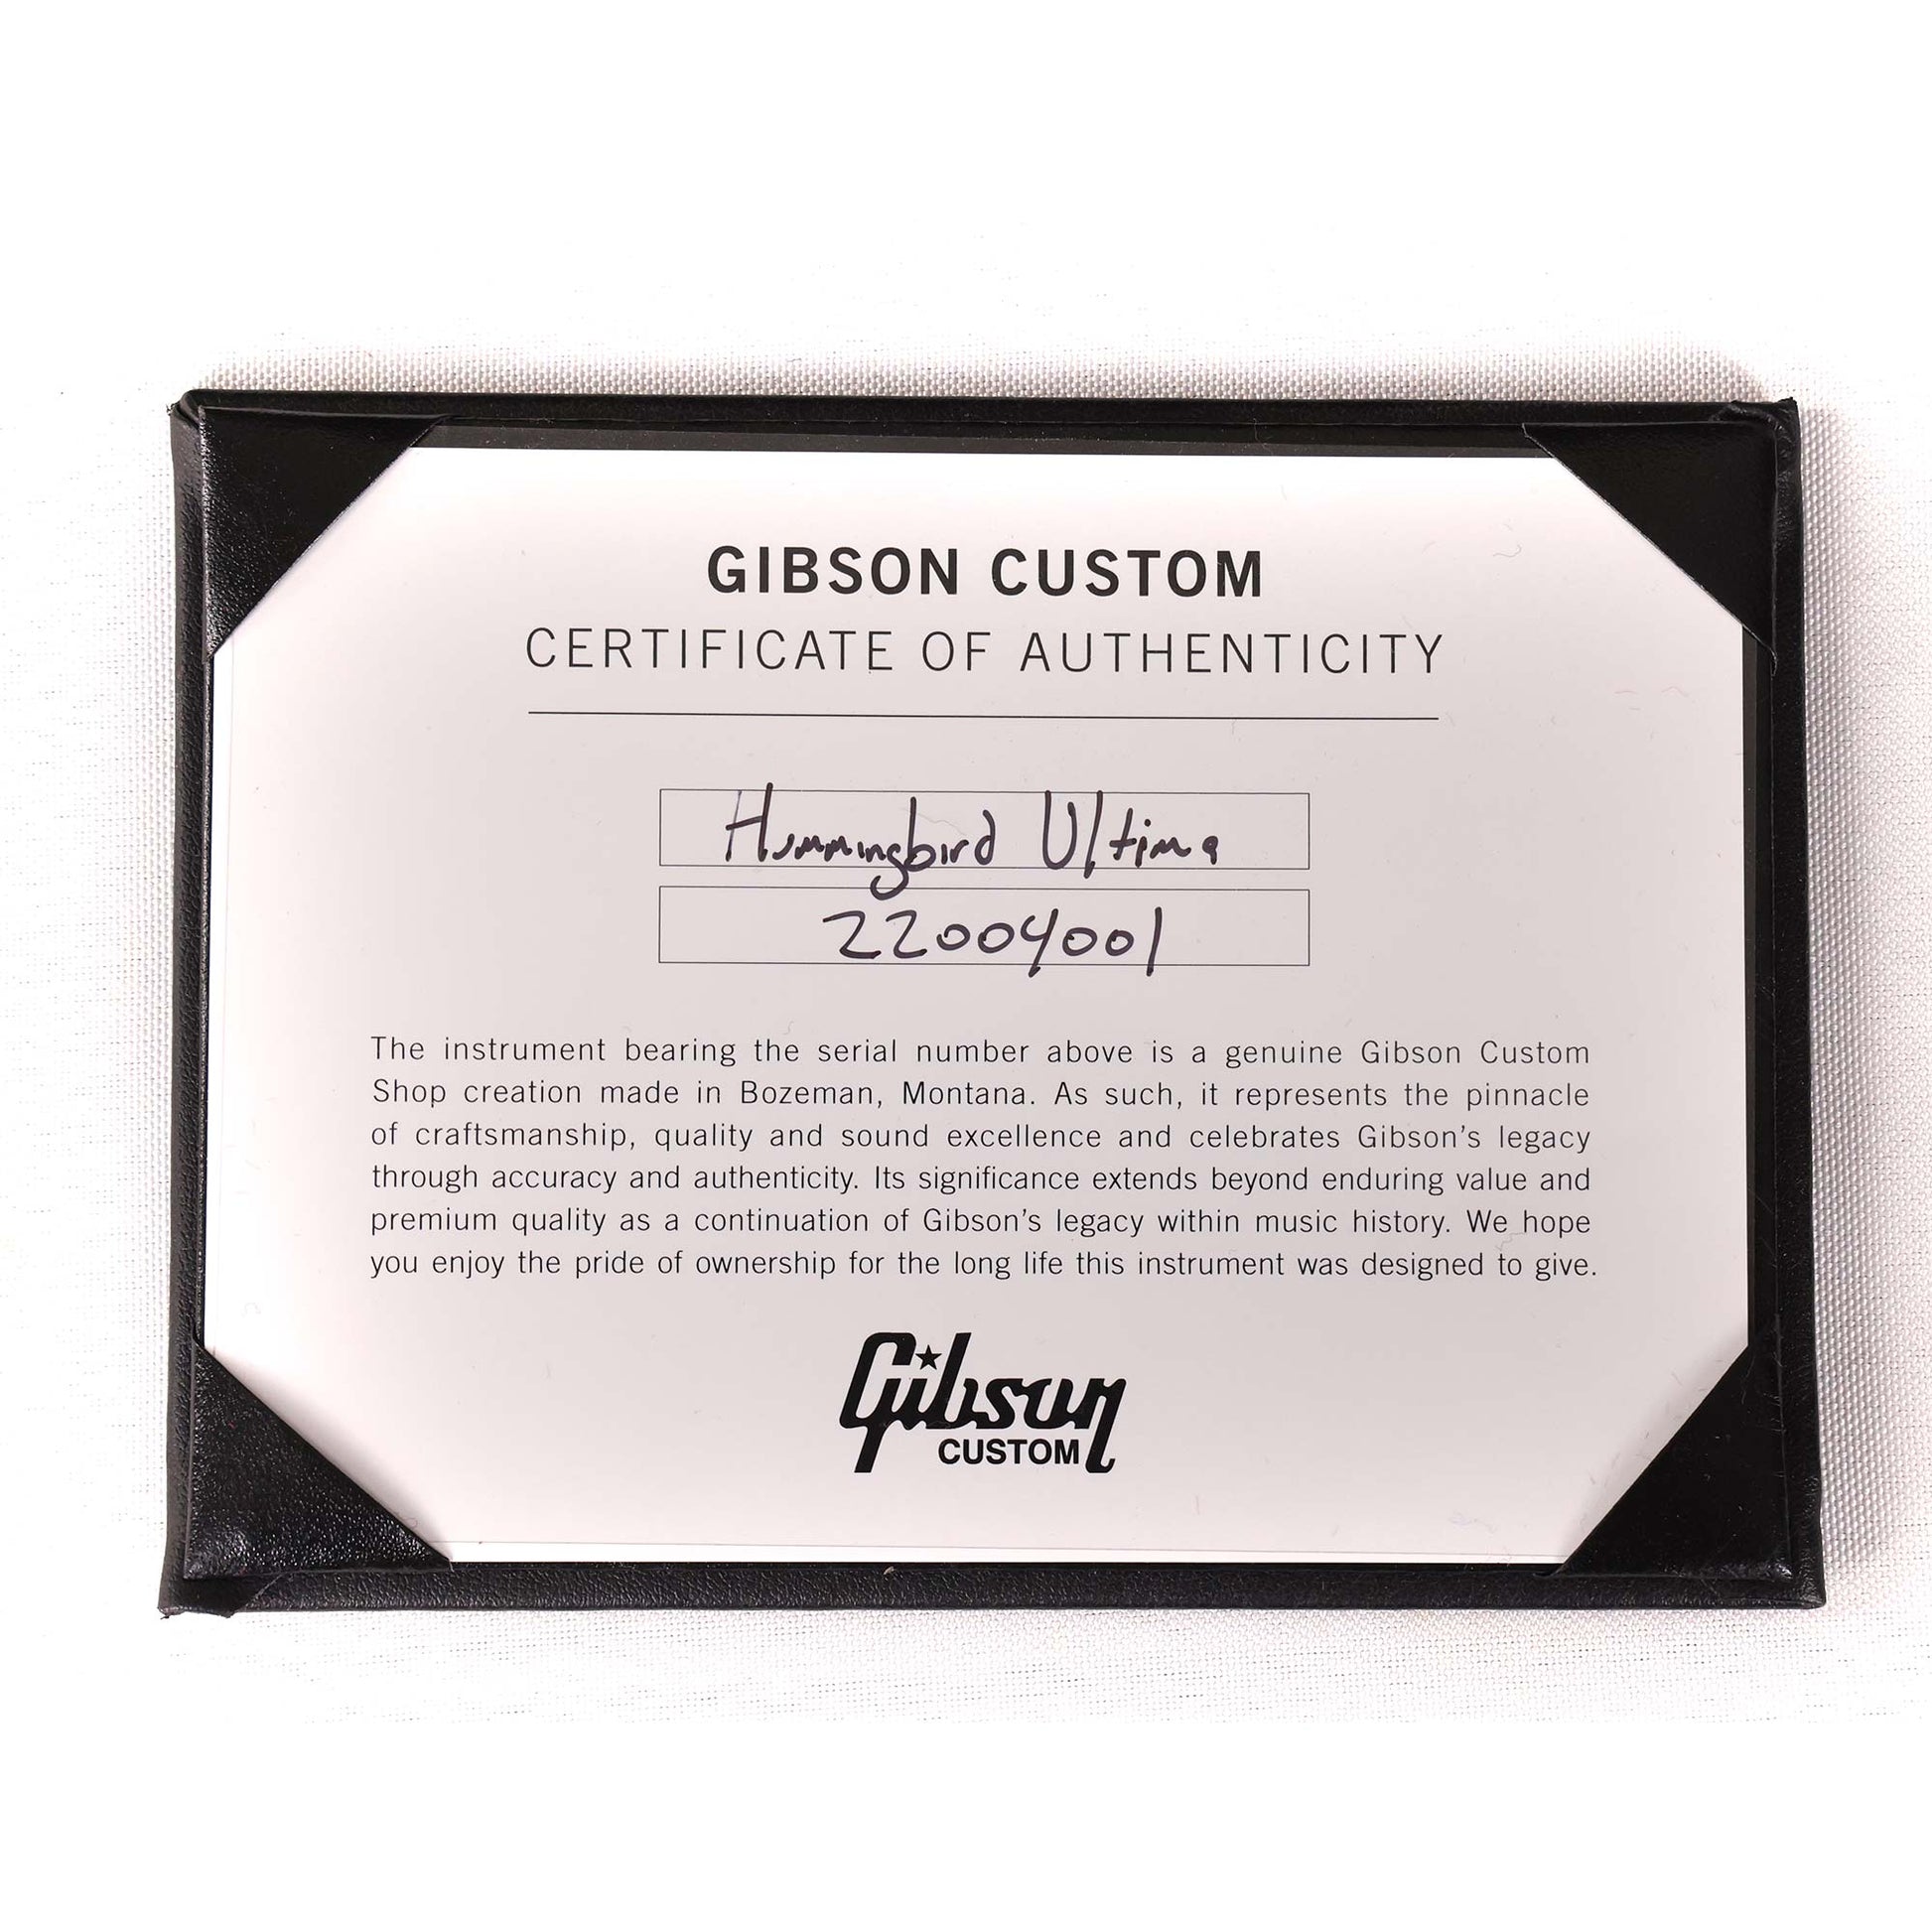 GIBSON CUSTOM
CERTIFICATE OF AUTHENTICITY
Hummingbird Ultima
22004001
The instrument bearing the serial number above is a genuine Gibson Custom
Shop creation made in Bozeman, Montana. As such, it represents the pinnacle
of craftsmanship, quality and sound excellence and celebrates Gibson's legacy
through accuracy and authenticity. Its significance extends beyond enduring value and
premium quality as a continuation of Gibson's legacy within music history. We hope
you enjoy the pride of ownership for the long life this instrument was designed to give.
Gibson
CUSTOM